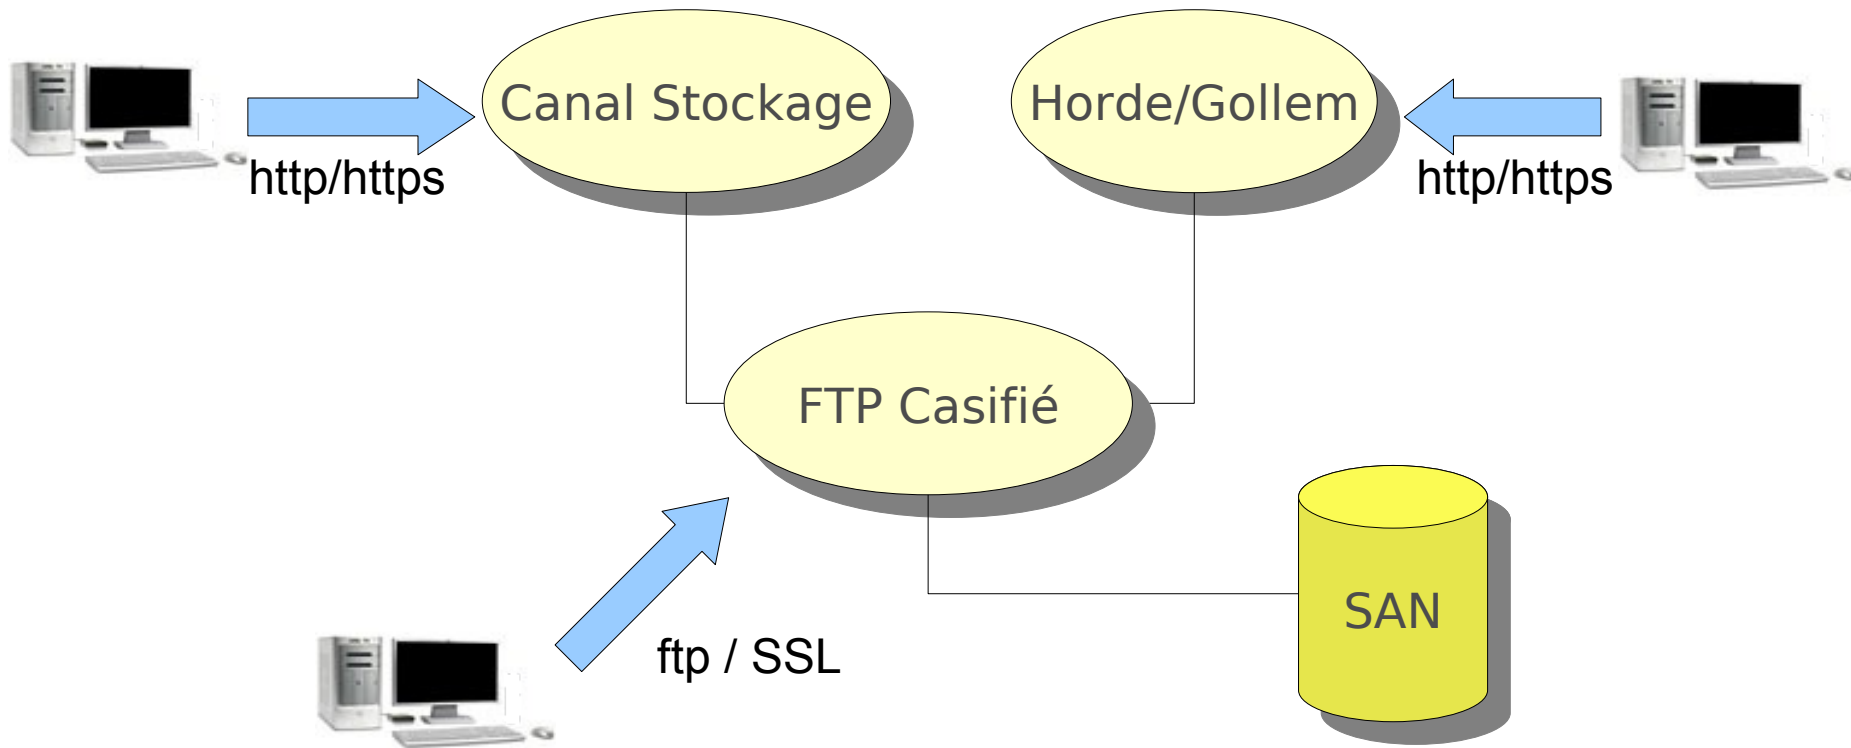 Canal Stockage
Horde/Gollem
http/https
http/https
FTP Casifié
SAN
ftp / SSL